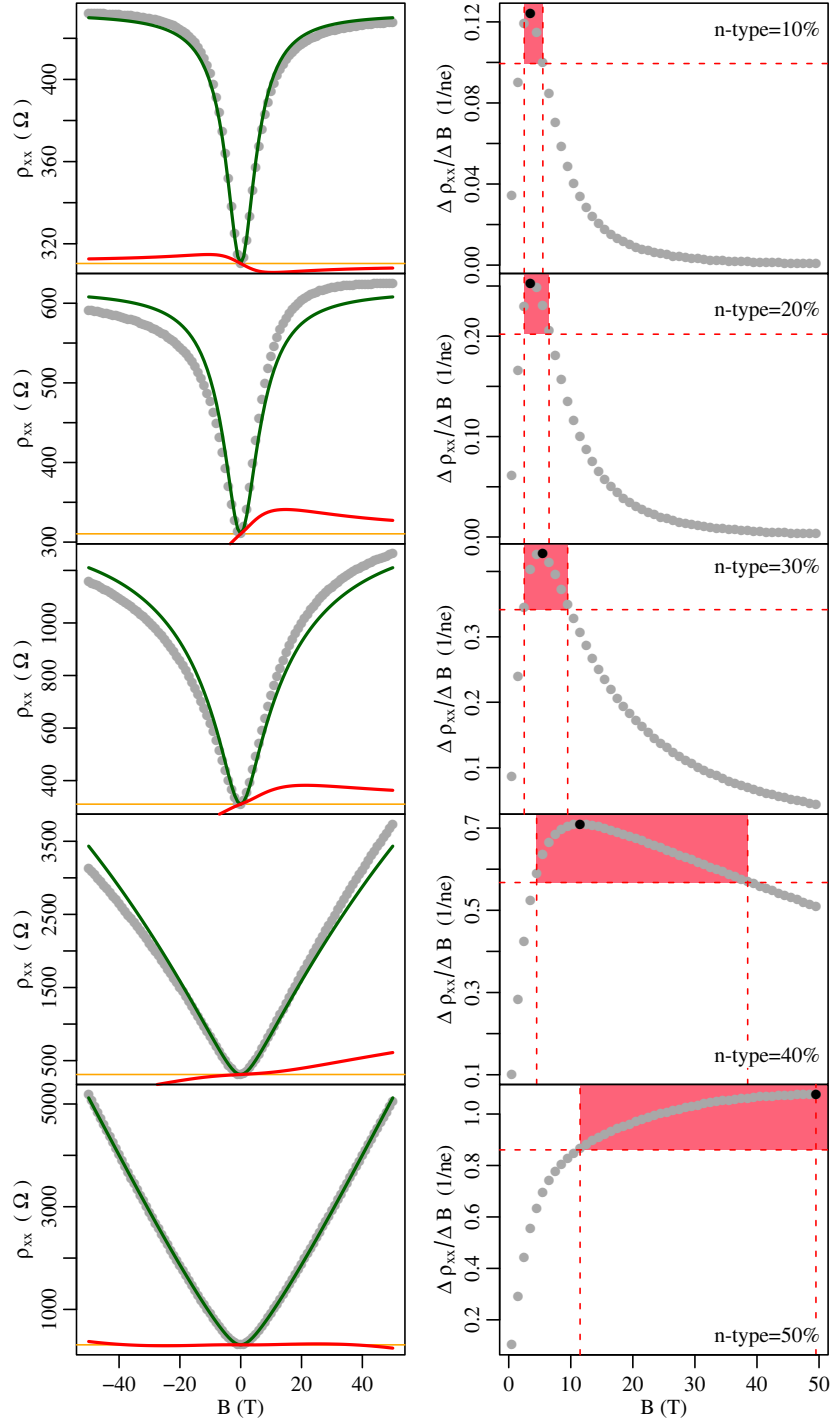 ρxx ( Ω )
310
360
400
Δ ρxx/Δ B (1/ne)
0.00
0.04
0.08
0.12
n-type=10%
ρxx ( Ω )
300
400
500
600
Δ ρxx/Δ B (1/ne)
0.00
0.10
0.20
n-type=20%
ρxx ( Ω )
400
600
800
1000
Δ ρxx/Δ B (1/ne)
0.1
0.2
0.3
n-type=30%
ρxx ( Ω )
500
1500
2500
3500
Δ ρxx/Δ B (1/ne)
0.1
0.3
0.5
0.7
n-type=40%
ρxx ( Ω )
1000
3000
5000
Δ ρxx/Δ B (1/ne)
0.2
0.4
0.6
0.8
1.0
n-type=50%
−40 −20 0 20 40
B (T)
0 10 20 30 40 50
B (T)